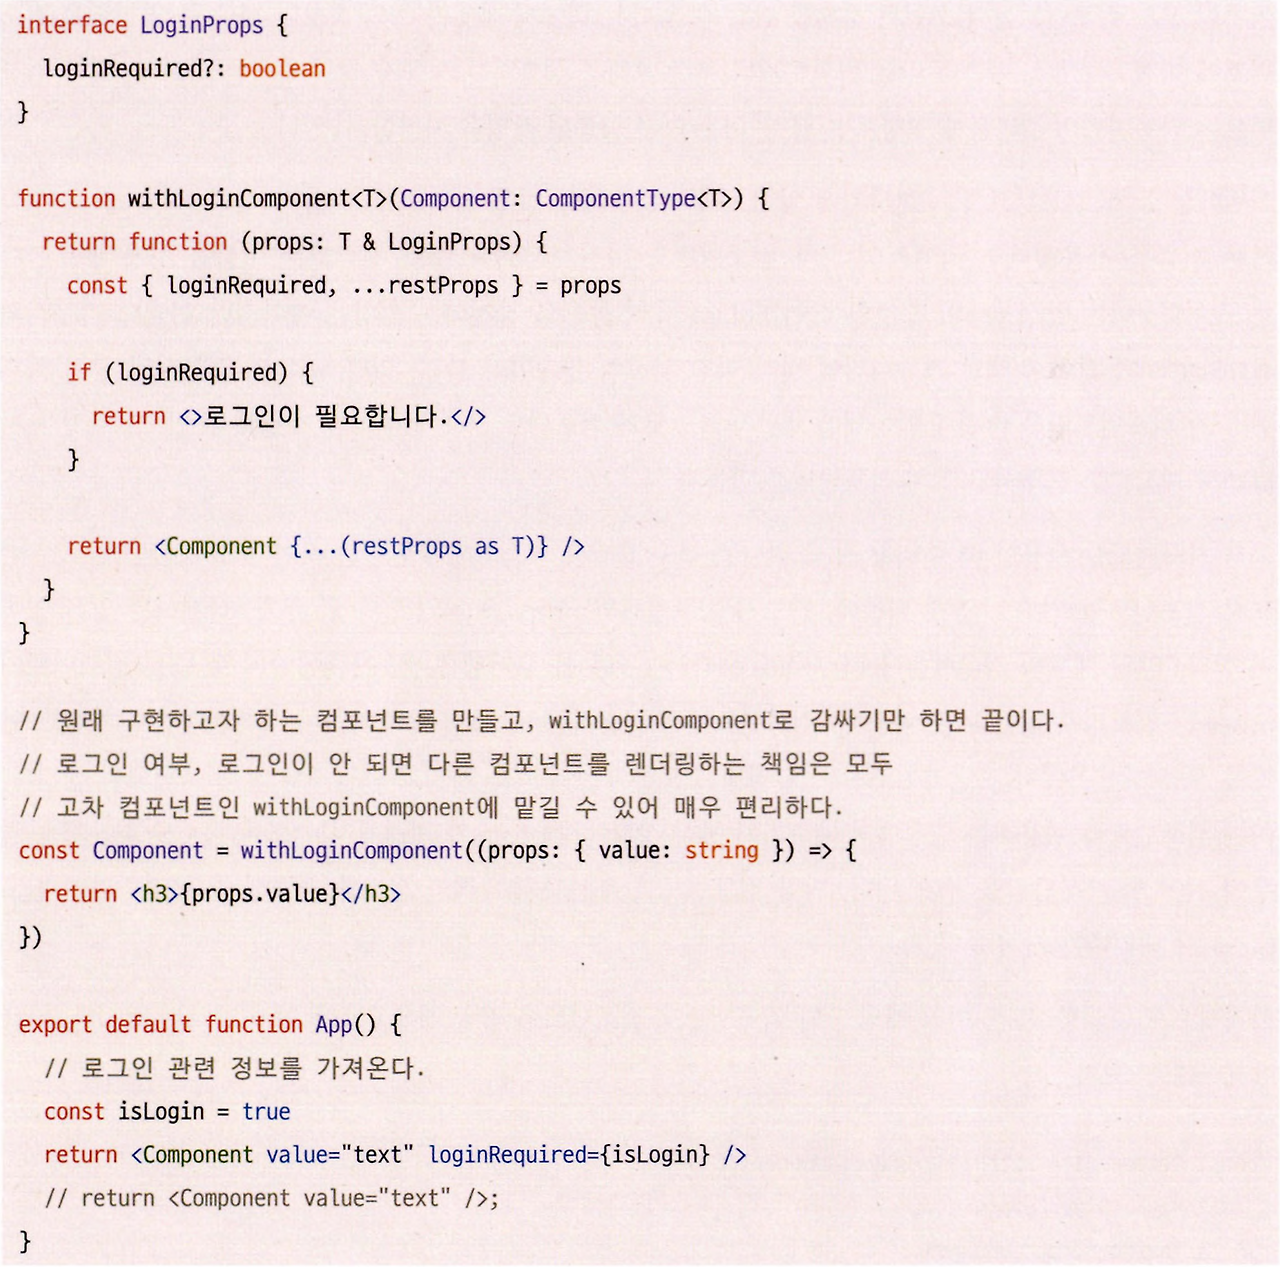 interface LoginProps {
  loginRequired?: boolean
}

function withLoginComponent<T>(Component: ComponentType<T>) {
  return function (props: T & LoginProps) {
    const { loginRequired, ...restProps } = props

    if (loginRequired) {
      return <>로그인이 필요합니다.</>
    }

    return <Component {...(restProps as T)} />
  }
}

// 원래 구현하고자 하는 컴포넌트를 만들고, withLoginComponent로 감싸기만 하면 끝이다.
// 로그인 여부, 로그인이 안 되면 다른 컴포넌트를 렌더링하는 책임은 모두
// 고차 컴포넌트인 withLoginComponent에 맡길 수 있어 매우 편리하다.
const Component = withLoginComponent((props: { value: string }) => {
  return <h3>{props.value}</h3>
})

export default function App() {
  // 로그인 관련 정보를 가져온다.
  const isLogin = true
  return <Component value="text" loginRequired={isLogin} />
  // return <Component value="text" />;
}